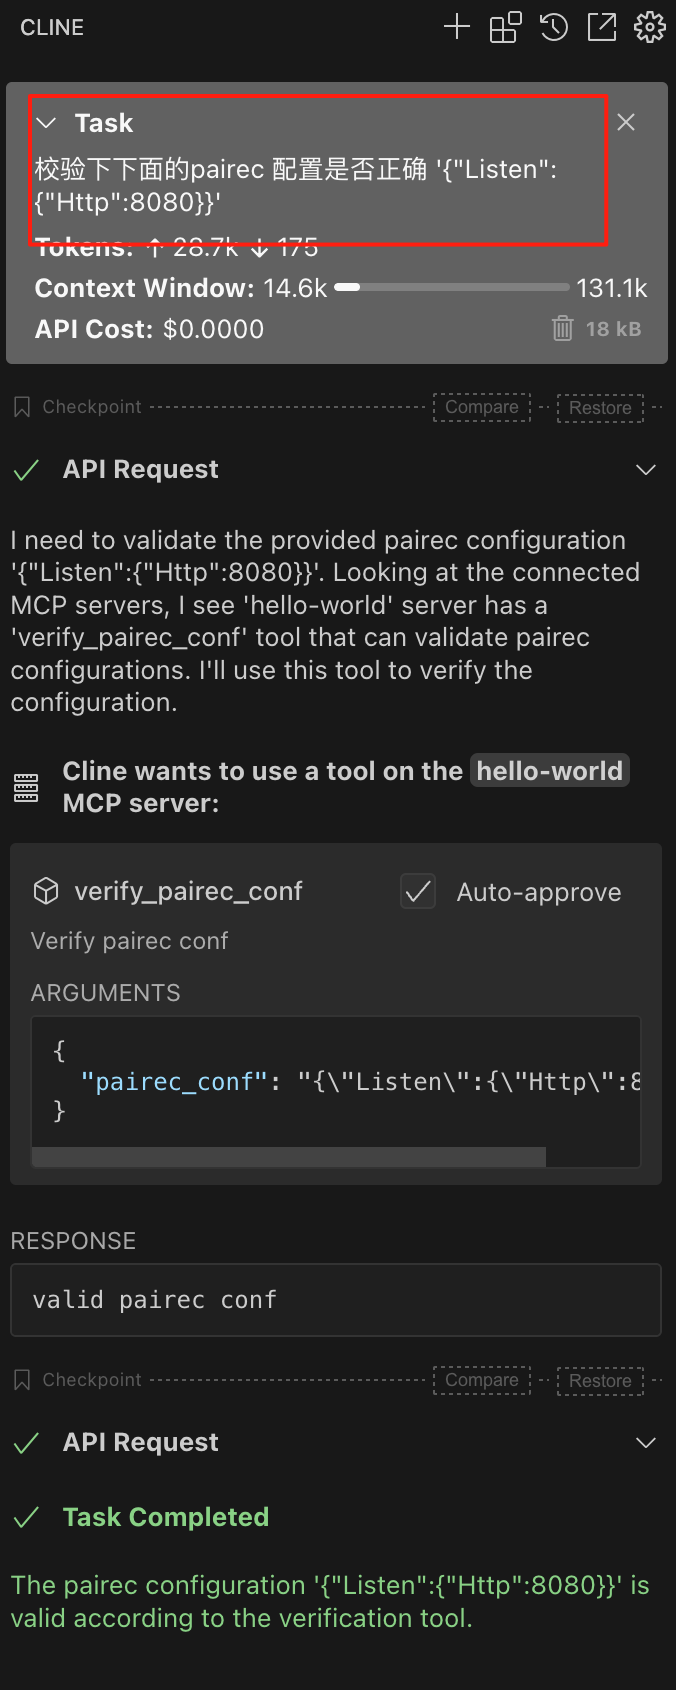 CLINE
Task
校验下下面的pairec 配置是否正确 '{"Listen":
{"Http":8080}}'
Tokens: ↑ 28.7k ↓ 175
Context Window: 14.6k 131.1k
API Cost: $0.0000 18 kB
Checkpoint Compare Restore
API Request
I need to validate the provided pairec configuration
'{"Listen":{"Http":8080}}'. Looking at the connected
MCP servers, I see 'hello-world' server has a
'verify_pairec_conf' tool that can validate pairec
configurations. I'll use this tool to verify the
configuration.
Cline wants to use a tool on the hello-world
MCP server:
verify_pairec_conf Auto-approve
Verify pairec conf
ARGUMENTS
{
"pairec_conf": "{\"Listen\":{\"Http\":8
}
RESPONSE
valid pairec conf
Checkpoint Compare Restore
API Request
Task Completed
The pairec configuration '{"Listen":{"Http":8080}}' is
valid according to the verification tool.